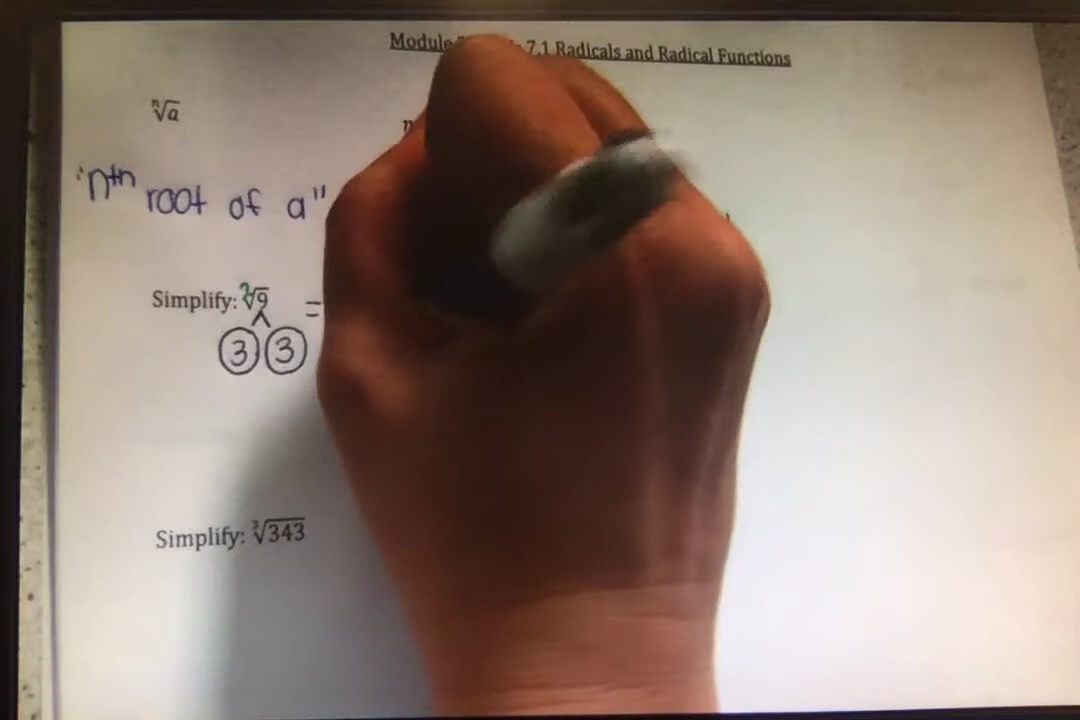 Module 7.1 Radicals and Radical Functions
ⁿ√a
n
"nth root of a"
Simplify: ²√9 =
3 3
Simplify: ³√343